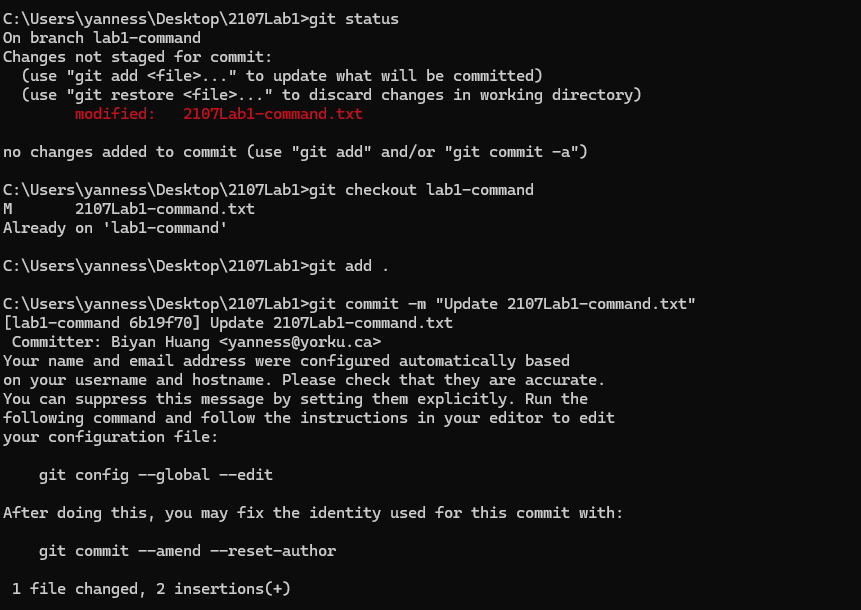 C:\Users\yanness\Desktop\2107Lab1>git status
On branch lab1-command
Changes not staged for commit:
  (use "git add <file>..." to update what will be committed)
  (use "git restore <file>..." to discard changes in working directory)
        modified:   2107Lab1-command.txt

no changes added to commit (use "git add" and/or "git commit -a")

C:\Users\yanness\Desktop\2107Lab1>git checkout lab1-command
M       2107Lab1-command.txt
Already on 'lab1-command'

C:\Users\yanness\Desktop\2107Lab1>git add .

C:\Users\yanness\Desktop\2107Lab1>git commit -m "Update 2107Lab1-command.txt"
[lab1-command 6b19f70] Update 2107Lab1-command.txt
 Committer: Biyan Huang <yanness@yorku.ca>
Your name and email address were configured automatically based
on your username and hostname. Please check that they are accurate.
You can suppress this message by setting them explicitly. Run the
following command and follow the instructions in your editor to edit
your configuration file:

    git config --global --edit

After doing this, you may fix the identity used for this commit with:

    git commit --amend --reset-author

 1 file changed, 2 insertions(+)